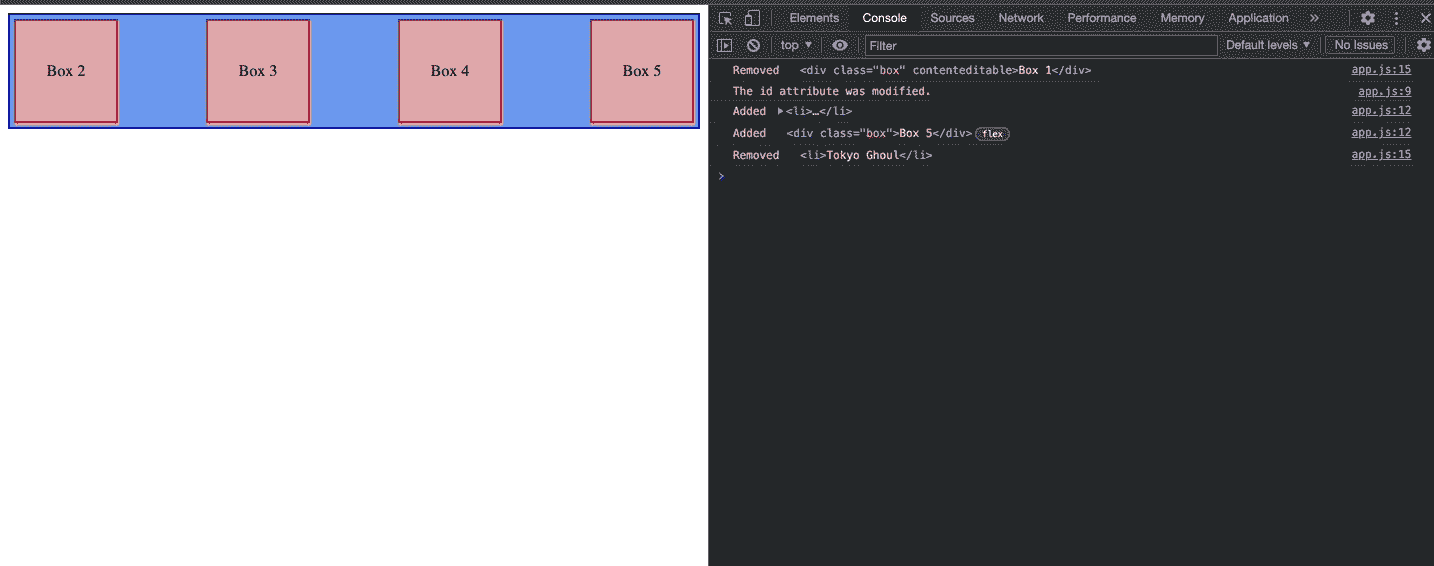 Box 2 Box 3 Box 4 Box 5
Elements Console Sources Network Performance Memory Application »
top ▼ Filter Default levels ▼ No Issues
Removed <div class="box" contenteditable>Box 1</div> app.js:15
The id attribute was modified. app.js:9
Added ▶<li>…</li> app.js:12
Added <div class="box">Box 5</div> flex app.js:12
Removed <li>Tokyo Ghoul</li> app.js:15
>